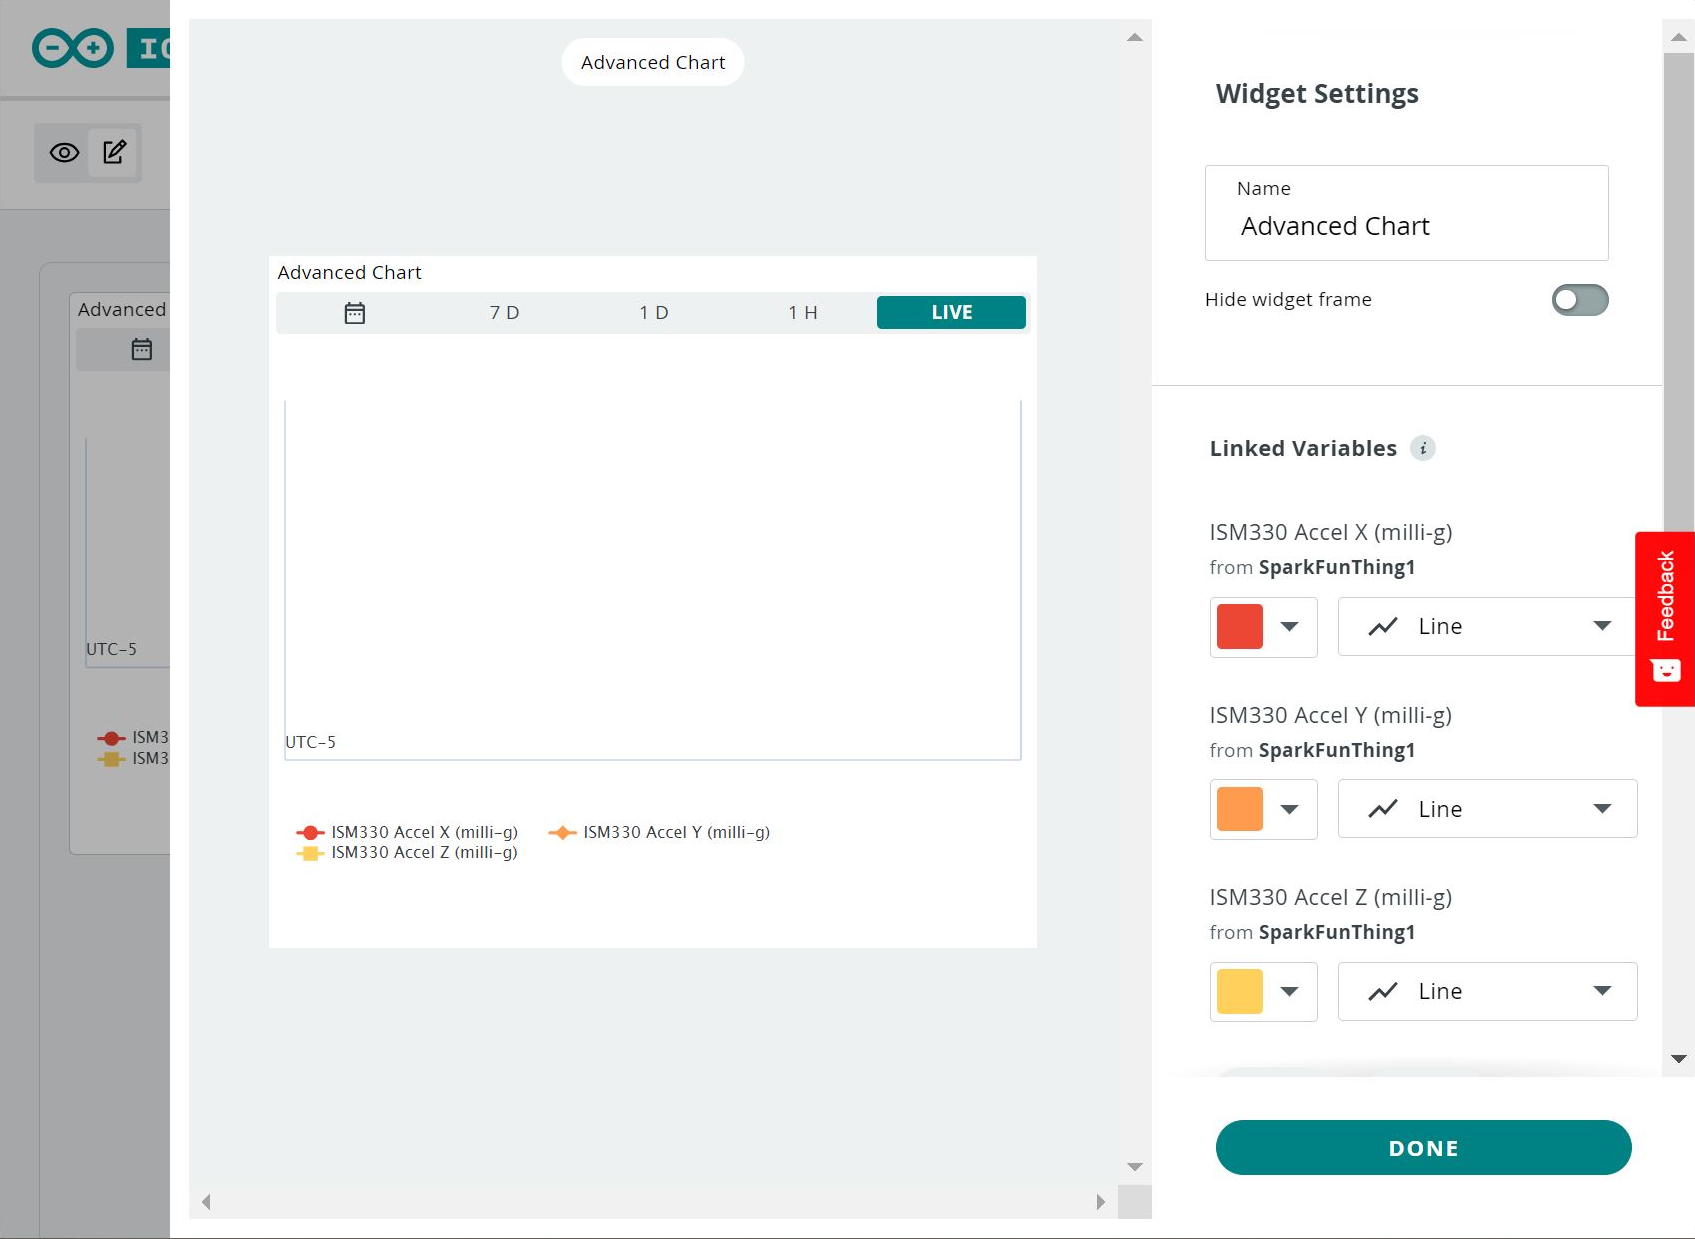 Advanced Chart
Widget Settings
Name
Advanced Chart
Hide widget frame
Advanced Chart
7 D
1 D
1 H
LIVE
UTC-5
ISM330 Accel X (milli-g)
ISM330 Accel Y (milli-g)
ISM330 Accel Z (milli-g)
Advanced
UTC-5
ISM3
ISM3
Linked Variables
i
ISM330 Accel X (milli-g)
from SparkFunThing1
Line
ISM330 Accel Y (milli-g)
from SparkFunThing1
Line
ISM330 Accel Z (milli-g)
from SparkFunThing1
Line
Feedback
DONE